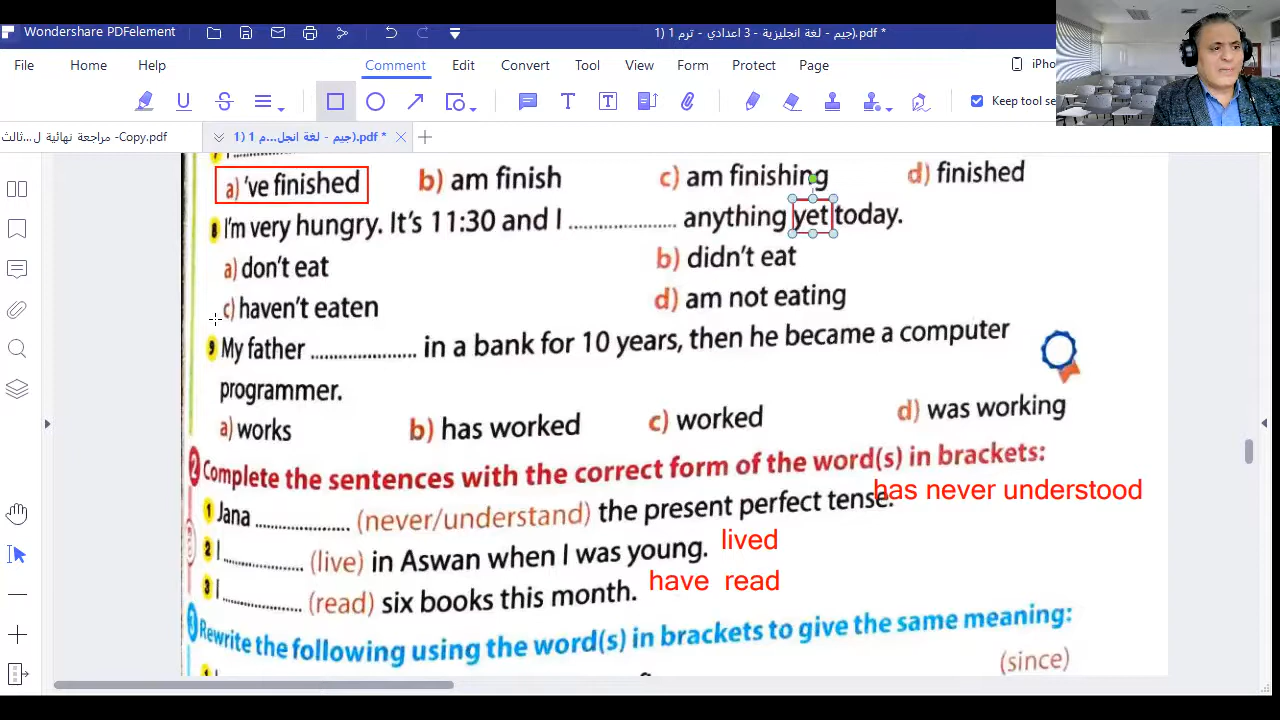 Wondershare PDFelement
(جيم - لغة انجليزية - 3 اعدادي - ترم 1 (1.pdf *
File Home Help Comment Edit Convert Tool View Form Protect Page iPho
Keep tool se
مراجعة نهائية ل...ثالث -Copy.pdf
(جيم - لغة انجل...م 1 (1.pdf *
a) 've finished b) am finish c) am finishing d) finished
8 I'm very hungry. It's 11:30 and I .................... anything yet today.
a) don't eat b) didn't eat
c) haven't eaten d) am not eating
9 My father .................... in a bank for 10 years, then he became a computer
programmer.
a) works b) has worked c) worked d) was working
2 Complete the sentences with the correct form of the word(s) in brackets:
has never understood
1 Jana .................. (never/understand) the present perfect tense.
2 I ............... (live) in Aswan when I was young. lived
3 I ............... (read) six books this month. have read
3 Rewrite the following using the word(s) in brackets to give the same meaning:
(since)